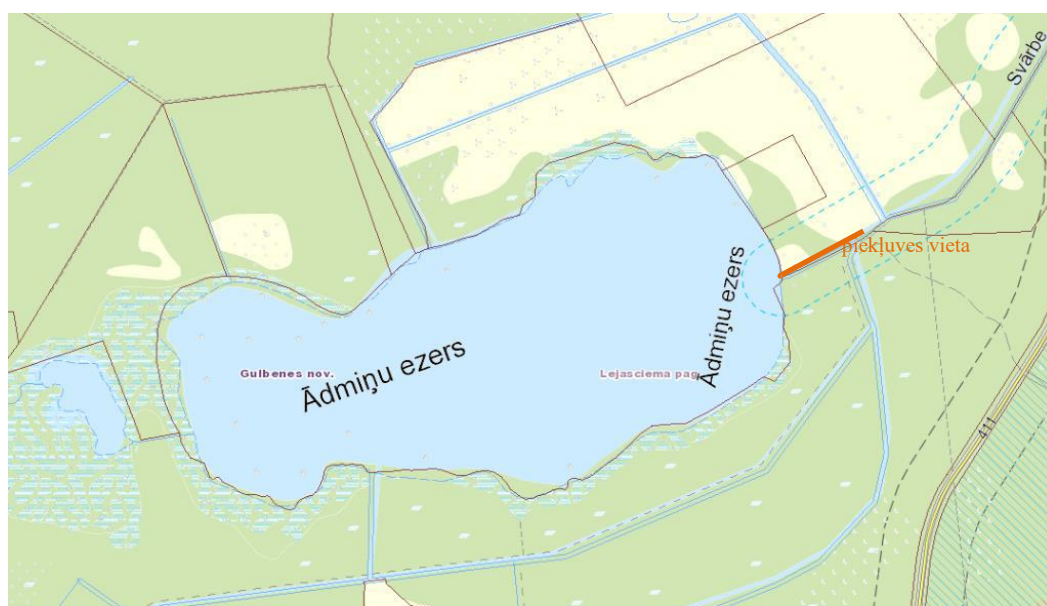 Svārbe
piekļuves vieta
Ādmiņu ezers
Ādmiņu ezers
Gulbenes nov.
Lejasciema pag.
411